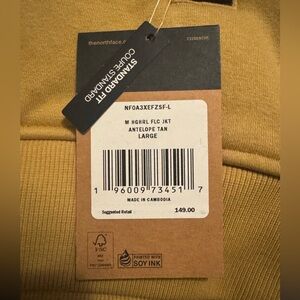 thenorthface.
STANDARD FIT
COUPE STANDARD
NF0A3XEFZSF-L
M HGHRL FLC JKT
ANTELOPE TAN
LARGE
1 96009 73451 7
MADE IN CAMBODIA
Suggested Retail 149.00
FSC
PRINTED WITH
SOY INK